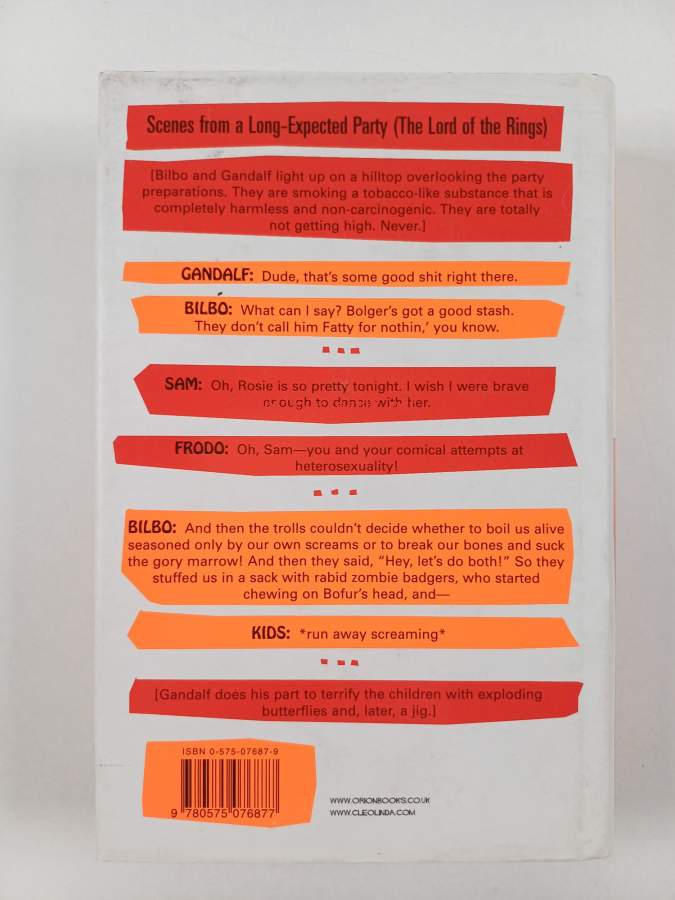 Scenes from a Long-Expected Party (The Lord of the Rings)
[Bilbo and Gandalf light up on a hilltop overlooking the party
preparations. They are smoking a tobacco-like substance that is
completely harmless and non-carcinogenic. They are totally
not getting high. Never.]
GANDALF: Dude, that's some good shit right there.
BILBO: What can I say? Bolger's got a good stash.
They don't call him Fatty for nothin,' you know.
SAM: Oh, Rosie is so pretty tonight. I wish I were brave
enough to dance with her.
FRODO: Oh, Sam—you and your comical attempts at
heterosexuality!
BILBO: And then the trolls couldn't decide whether to boil us alive
seasoned only by our own screams or to break our bones and suck
the gory marrow! And then they said, "Hey, let's do both!" So they
stuffed us in a sack with rabid zombie badgers, who started
chewing on Bofur's head, and—
KIDS: *run away screaming*
[Gandalf does his part to terrify the children with exploding
butterflies and, later, a jig.]
ISBN 0-575-07687-9
9 780575 076877
WWW.ORIONBOOKS.CO.UK
WWW.CLEOLINDA.COM